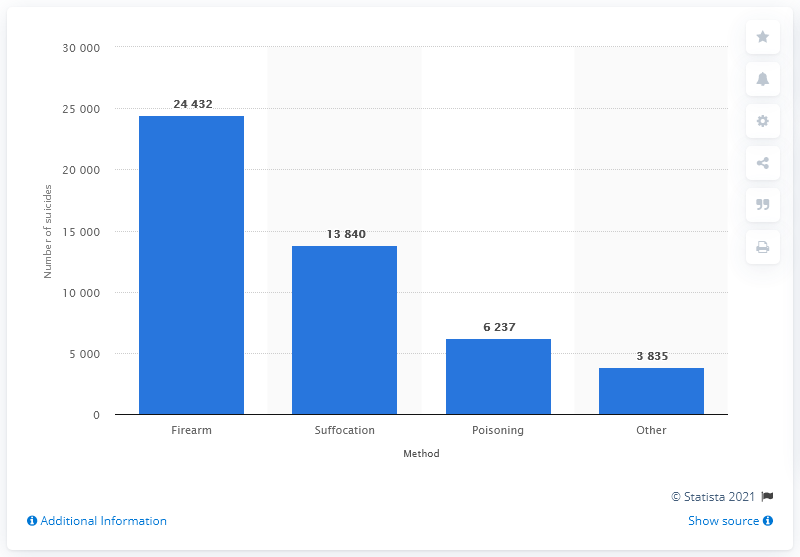 30 000
25 000
20 000
15 000
10 000
5 000
0
Number of suicides
24 432
13 840
6 237
3 835
Firearm
Suffocation
Poisoning
Other
Method
© Statista 2021
Additional Information
Show source